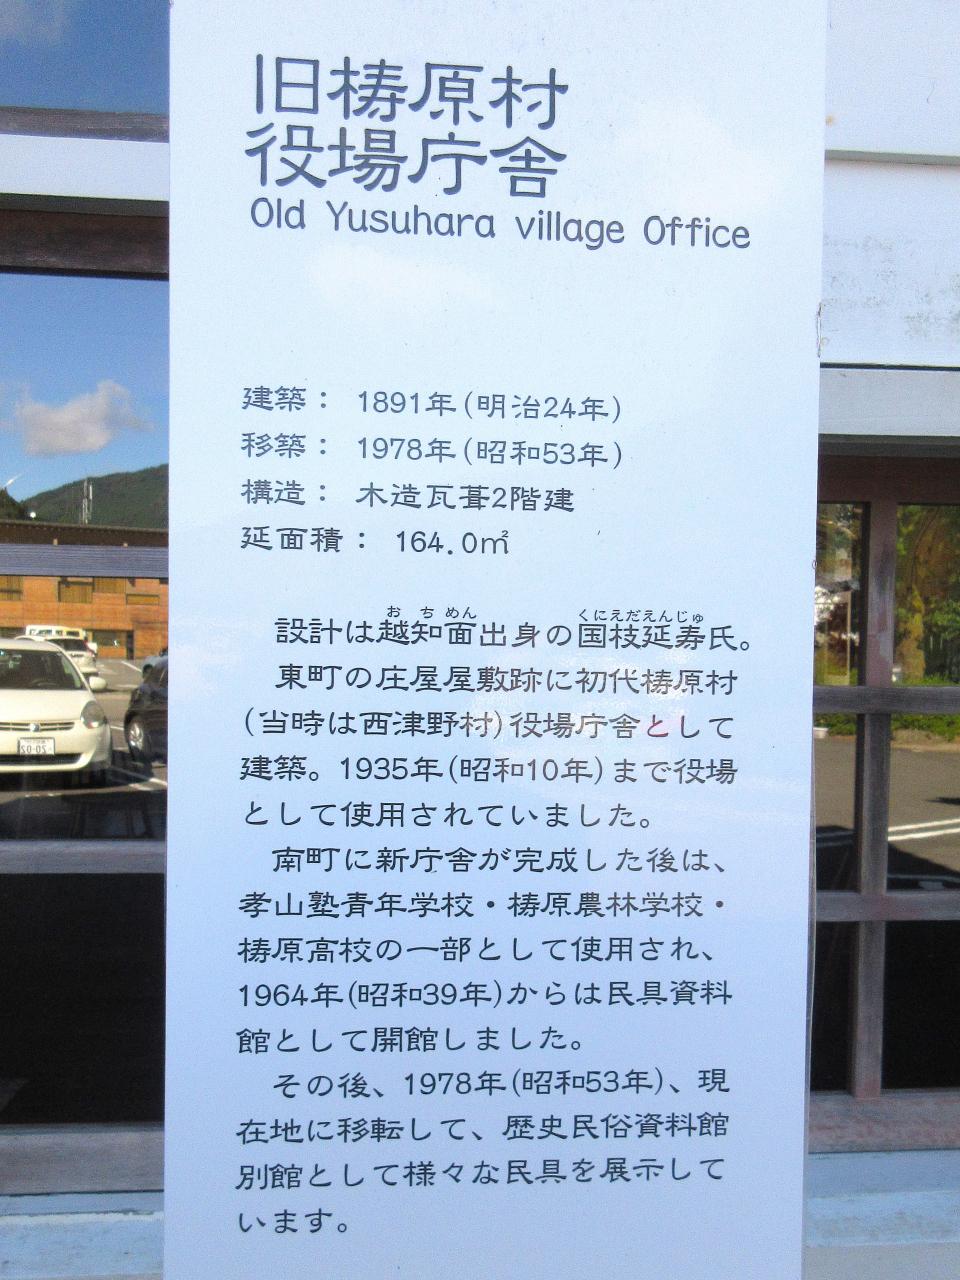 旧梼原村
役場庁舎
Old Yusuhara village Office
建築： 1891年(明治24年)
移築： 1978年(昭和53年)
構造： 木造瓦葺2階建
延面積： 164.0㎡
おちめん くにえだえんじゅ
設計は越知面出身の国枝延寿氏。
東町の庄屋屋敷跡に初代梼原村
(当時は西津野村)役場庁舎として
建築。1935年(昭和10年)まで役場
として使用されていました。
南町に新庁舎が完成した後は、
孝山塾青年学校・梼原農林学校・
梼原高校の一部として使用され、
1964年(昭和39年)からは民具資料
館として開館しました。
その後、1978年(昭和53年)、現
在地に移転して、歴史民俗資料館
別館として様々な民具を展示して
います。